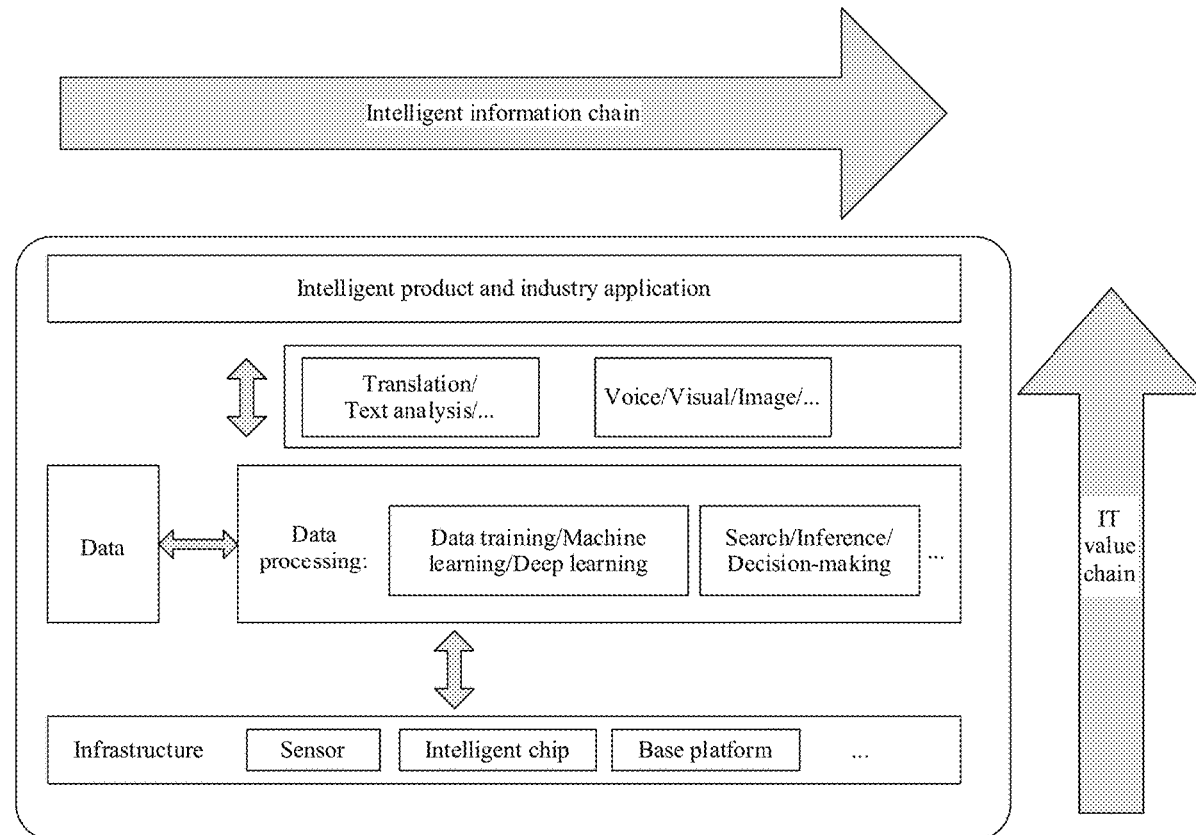 Intelligent information chain
Intelligent product and industry application
Translation/
Text analysis/...
Voice/Visual/Image/...
Data
Data
processing:
Data training/Machine
learning/Deep learning
Search/Inference/
Decision-making
...
Infrastructure
Sensor
Intelligent chip
Base platform
...
IT
value
chain